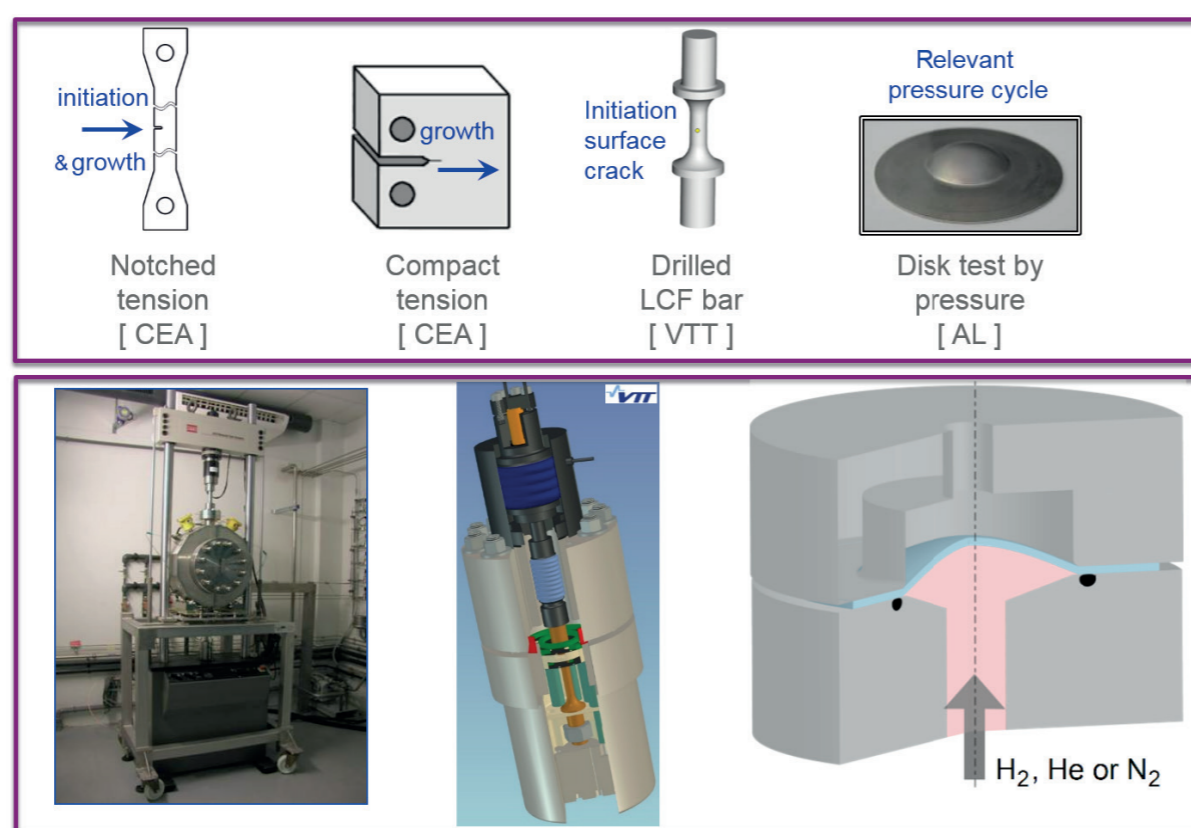 initiation
& growth
growth
Initiation
surface
crack
Relevant
pressure cycle
Notched
tension
[ CEA ]
Compact
tension
[ CEA ]
Drilled
LCF bar
[ VTT ]
Disk test by
pressure
[ AL ]
VTT
H₂, He or N₂